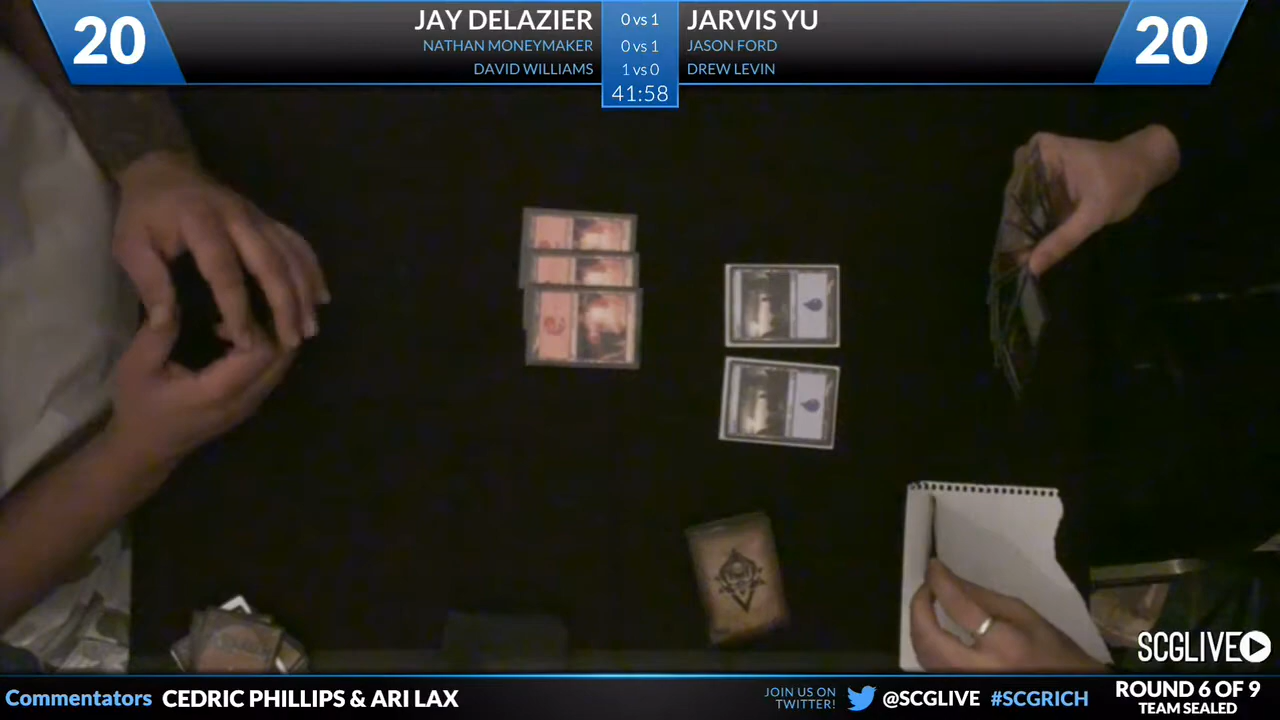 20
JAY DELAZIER
0 vs 1
JARVIS YU
20
NATHAN MONEYMAKER
0 vs 1
JASON FORD
DAVID WILLIAMS
1 vs 0
DREW LEVIN
41:58
SCGLIVE
Commentators CEDRIC PHILLIPS & ARI LAX
JOIN US ON
TWITTER!
@SCGLIVE #SCGRICH
ROUND 6 OF 9
TEAM SEALED